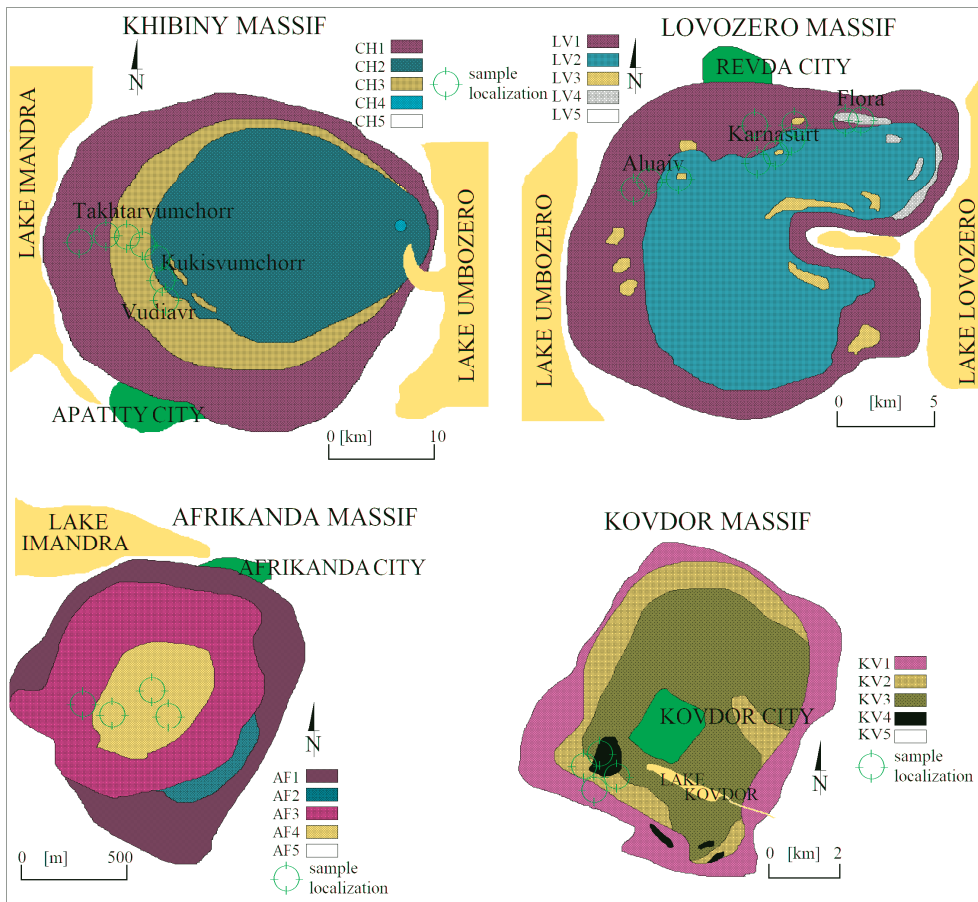 KHIBINY MASSIF
CH1
CH2
CH3
CH4
CH5
sample
localization
N
LAKE IMANDRA
Takhtarvumchorr
Kukisvumchorr
Vudiavr
LAKE UMBOZERO
APATITY CITY
0 [km] 10
LOVOZERO MASSIF
LV1
LV2
LV3
LV4
LV5
N
REVDA CITY
Flora
Karnasurt
Aluaiv
LAKE UMBOZERO
LAKE LOVOZERO
0 [km] 5
AFRIKANDA MASSIF
LAKE
IMANDRA
AFRIKANDA CITY
N
AF1
AF2
AF3
AF4
AF5
sample
localization
0 [m] 500
KOVDOR MASSIF
KV1
KV2
KV3
KV4
KV5
sample
localization
KOVDOR CITY
LAKE
KOVDOR
N
0 [km] 2